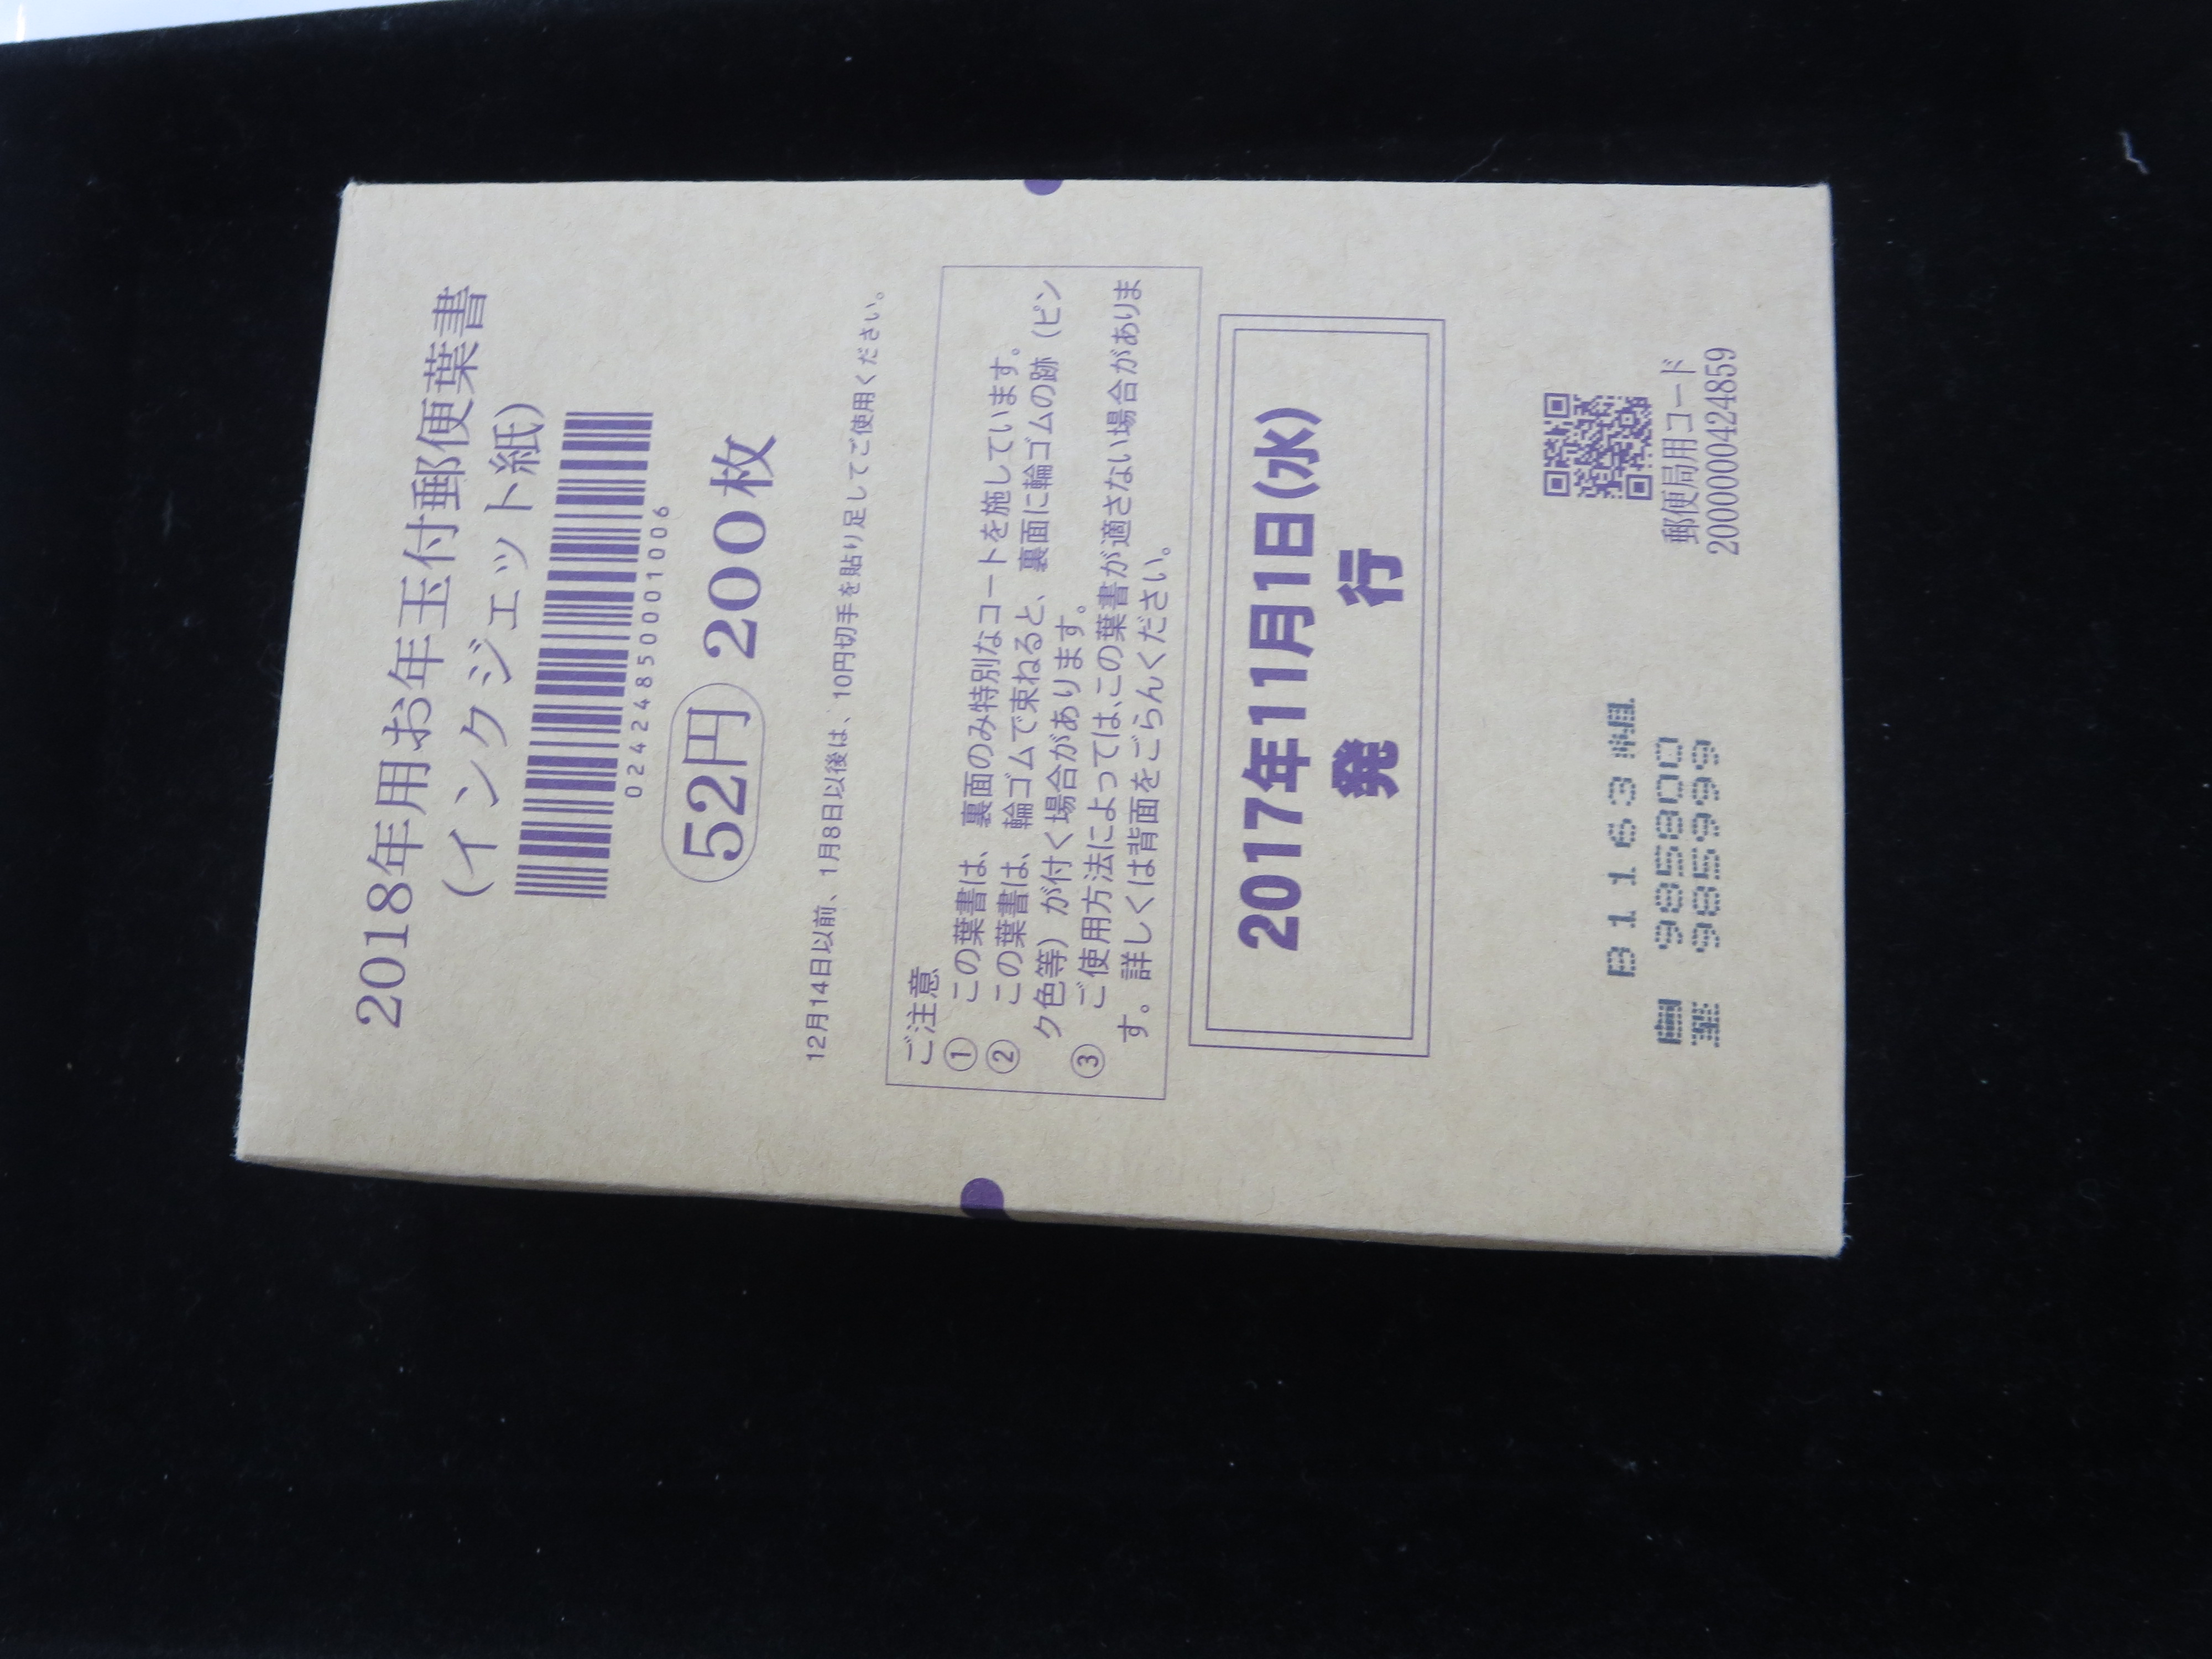 2018年用お年玉付郵便葉書
(インクジェット紙)
0242485001006
52円 200枚
12月14日以前、1月8日以後は、10円切手を貼り足してご使用ください。
ご注意
① この葉書は、裏面のみ特別なコートを施しています。
② この葉書は、輪ゴムで束ねると、裏面に輪ゴムの跡（ピン
ク色等）が付く場合があります。
③ ご使用方法によっては、この葉書が適さない場合がありま
す。詳しくは背面をごらんください。
2017年11月1日(水)
発 行
郵便局用コード
200000424859
B1163組
自 985800
至 985999